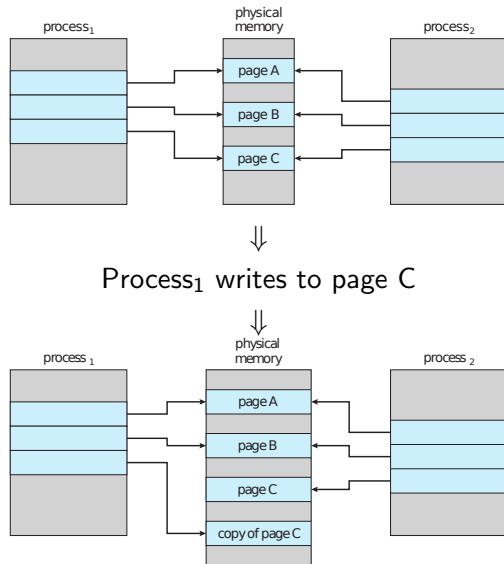 physical
process₁ memory process₂
page A
page B
page C
⇓
Process₁ writes to page C
⇓
physical
process ₁ memory process ₂
page A
page B
page C
copy of page C